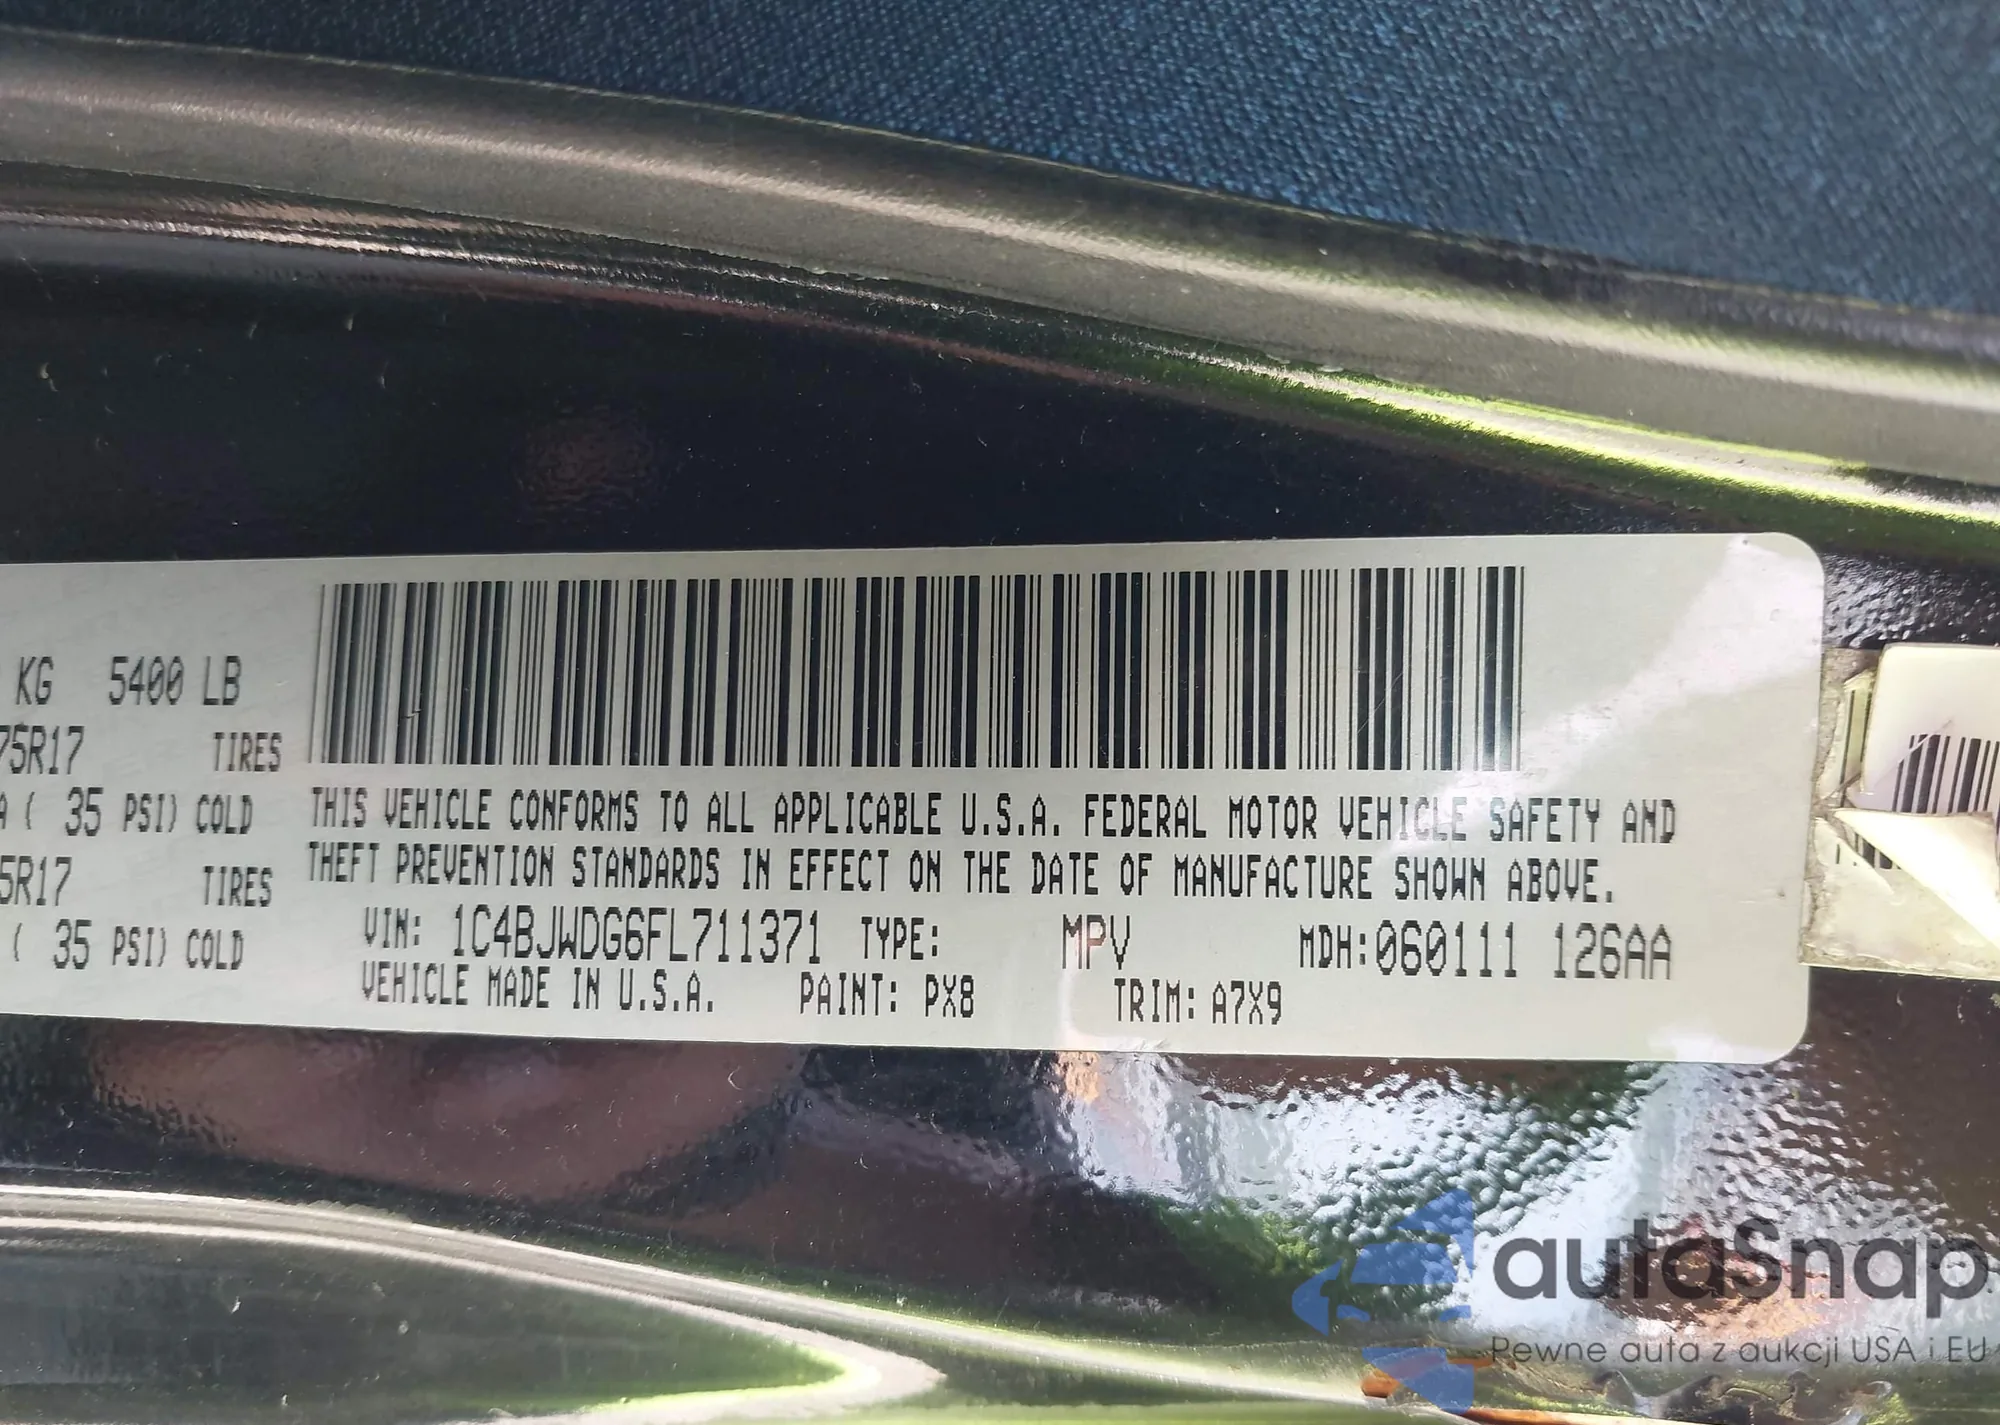 KG 5400 LB
75R17 TIRES
( 35 PSI) COLD
5R17 TIRES
( 35 PSI) COLD
THIS VEHICLE CONFORMS TO ALL APPLICABLE U.S.A. FEDERAL MOTOR VEHICLE SAFETY AND
THEFT PREVENTION STANDARDS IN EFFECT ON THE DATE OF MANUFACTURE SHOWN ABOVE.
VIN: 1C4BJWDG6FL711371 TYPE: MPV MDH:060111 126AA
VEHICLE MADE IN U.S.A. PAINT: PX8 TRIM: A7X9
autaSnap
Pewne auta z aukcji USA i EU